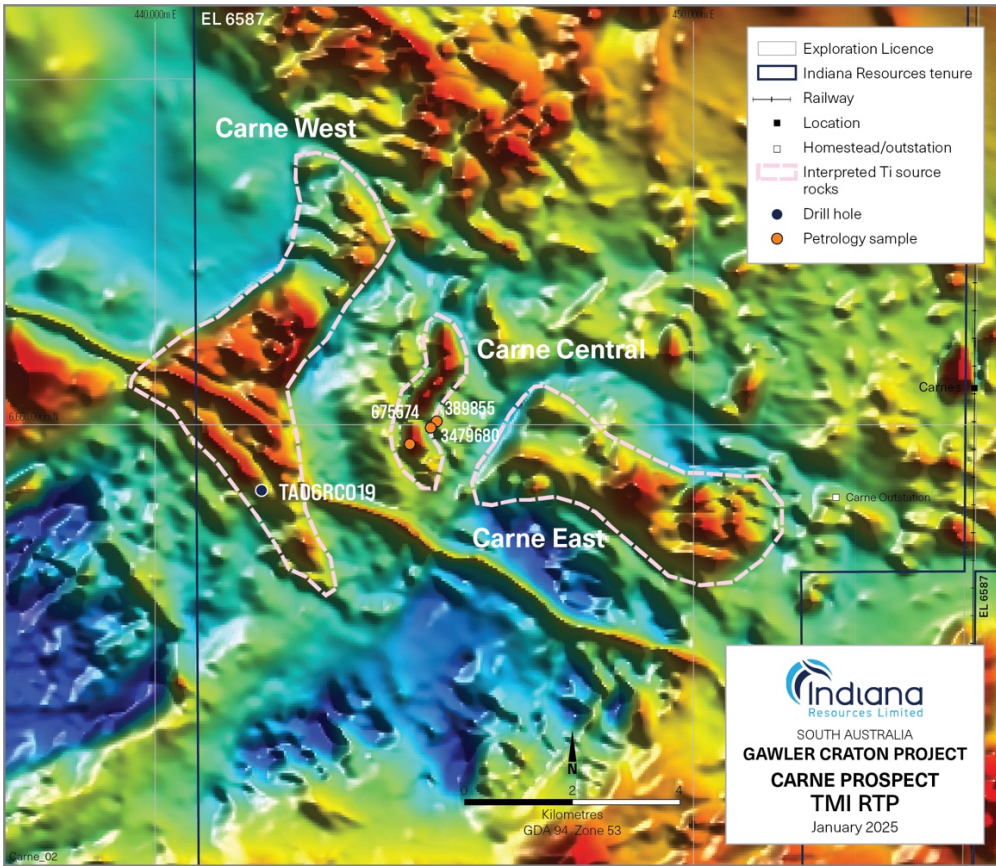 440,000m E
450,000m E
EL 6587
Exploration Licence
Indiana Resources tenure
Railway
Location
Homestead/outstation
Interpreted Ti source
rocks
Drill hole
Petrology sample
Carne West
Carne Central
Carnes
675574
389855
3479680
TAD6RC019
Carne Outstation
Carne East
EL 6587
Indiana
Resources Limited
SOUTH AUSTRALIA
GAWLER CRATON PROJECT
CARNE PROSPECT
TMI RTP
January 2025
N
0 2 4
Kilometres
GDA 94 Zone 53
Carne_02